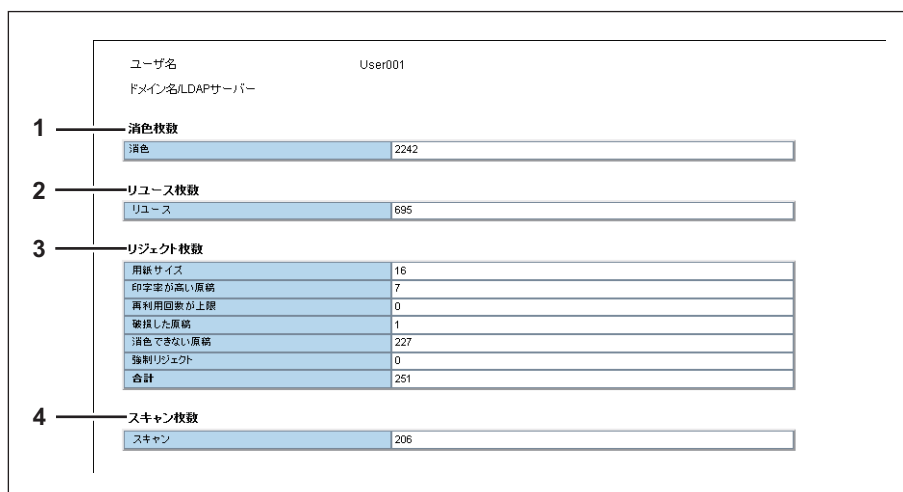 ユーザ名 User001
ドメイン名/LDAPサーバー
1 消色枚数
消色 2242
2 リユース枚数
リユース 695
3 リジェクト枚数
用紙サイズ 16
印字率が高い原稿 7
再利用回数が上限 0
破損した原稿 1
消色できない原稿 227
強制リジェクト 0
合計 251
4 スキャン枚数
スキャン 206